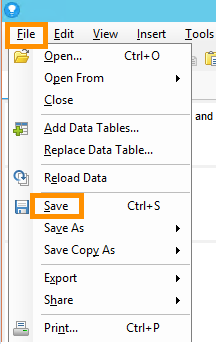 File Edit View Insert Tools
Open... Ctrl+O
Open From
and
Close
Add Data Tables...
Replace Data Table...
Reload Data
Save Ctrl+S
Save As
Save Copy As
Export
Share
Print... Ctrl+P